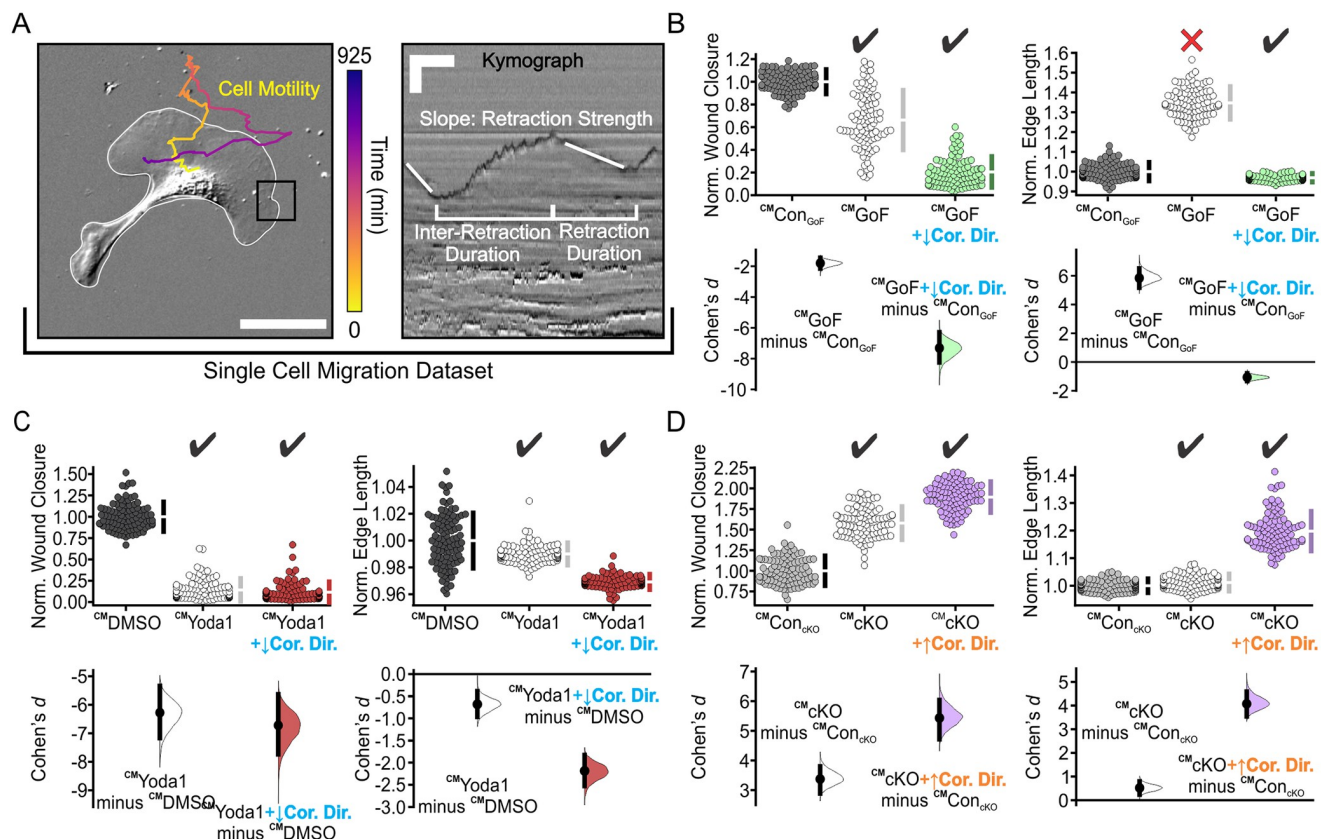 A
Cell Motility
925
Time (min)
0
Kymograph
Slope: Retraction Strength
Inter-Retraction Duration
Retraction Duration
Single Cell Migration Dataset
B
✔ ✔
Norm. Wound Closure
1.2
1.0
0.8
0.6
0.4
0.2
0.0
CMConGoF CMGoF CMGoF
+↓Cor. Dir.
Cohen's d
-2
-4
-6
-8
-10
CMGoF
minus CMConGoF
CMGoF+↓Cor. Dir.
minus CMConGoF
✕ ✔
Norm. Edge Length
1.6
1.5
1.4
1.3
1.2
1.1
1.0
0.9
CMConGoF CMGoF CMGoF
+↓Cor. Dir.
Cohen's d
6
4
2
0
-2
CMGoF+↓Cor. Dir.
minus CMConGoF
CMGoF
minus CMConGoF
C
✔ ✔
Norm. Wound Closure
1.50
1.25
1.00
0.75
0.50
0.25
0.00
CMDMSO CMYoda1 CMYoda1
+↓Cor. Dir.
Cohen's d
-5
-6
-7
-8
-9
CMYoda1
minus CMDMSO
CMYoda1+↓Cor. Dir.
minus CMDMSO
✔ ✔
Norm. Edge Length
1.04
1.02
1.00
0.98
0.96
CMDMSO CMYoda1 CMYoda1
+↓Cor. Dir.
Cohen's d
0.0
-0.5
-1.0
-1.5
-2.0
-2.5
-3.0
CMYoda1+↓Cor. Dir.
minus CMDMSO
CMYoda1
minus CMDMSO
D
✔ ✔
Norm. Wound Closure
2.25
2.00
1.75
1.50
1.25
1.00
0.75
CMConcKO CMcKO CMcKO
+↑Cor. Dir.
Cohen's d
7
6
5
4
3
CMcKO
minus CMConcKO
CMcKO+↑Cor. Dir.
minus CMConcKO
✔ ✔
Norm. Edge Length
1.4
1.3
1.2
1.1
1.0
CMConcKO CMcKO CMcKO
+↑Cor. Dir.
Cohen's d
5
4
3
2
1
0
CMcKO
minus CMConcKO
CMcKO+↑Cor. Dir.
minus CMConcKO